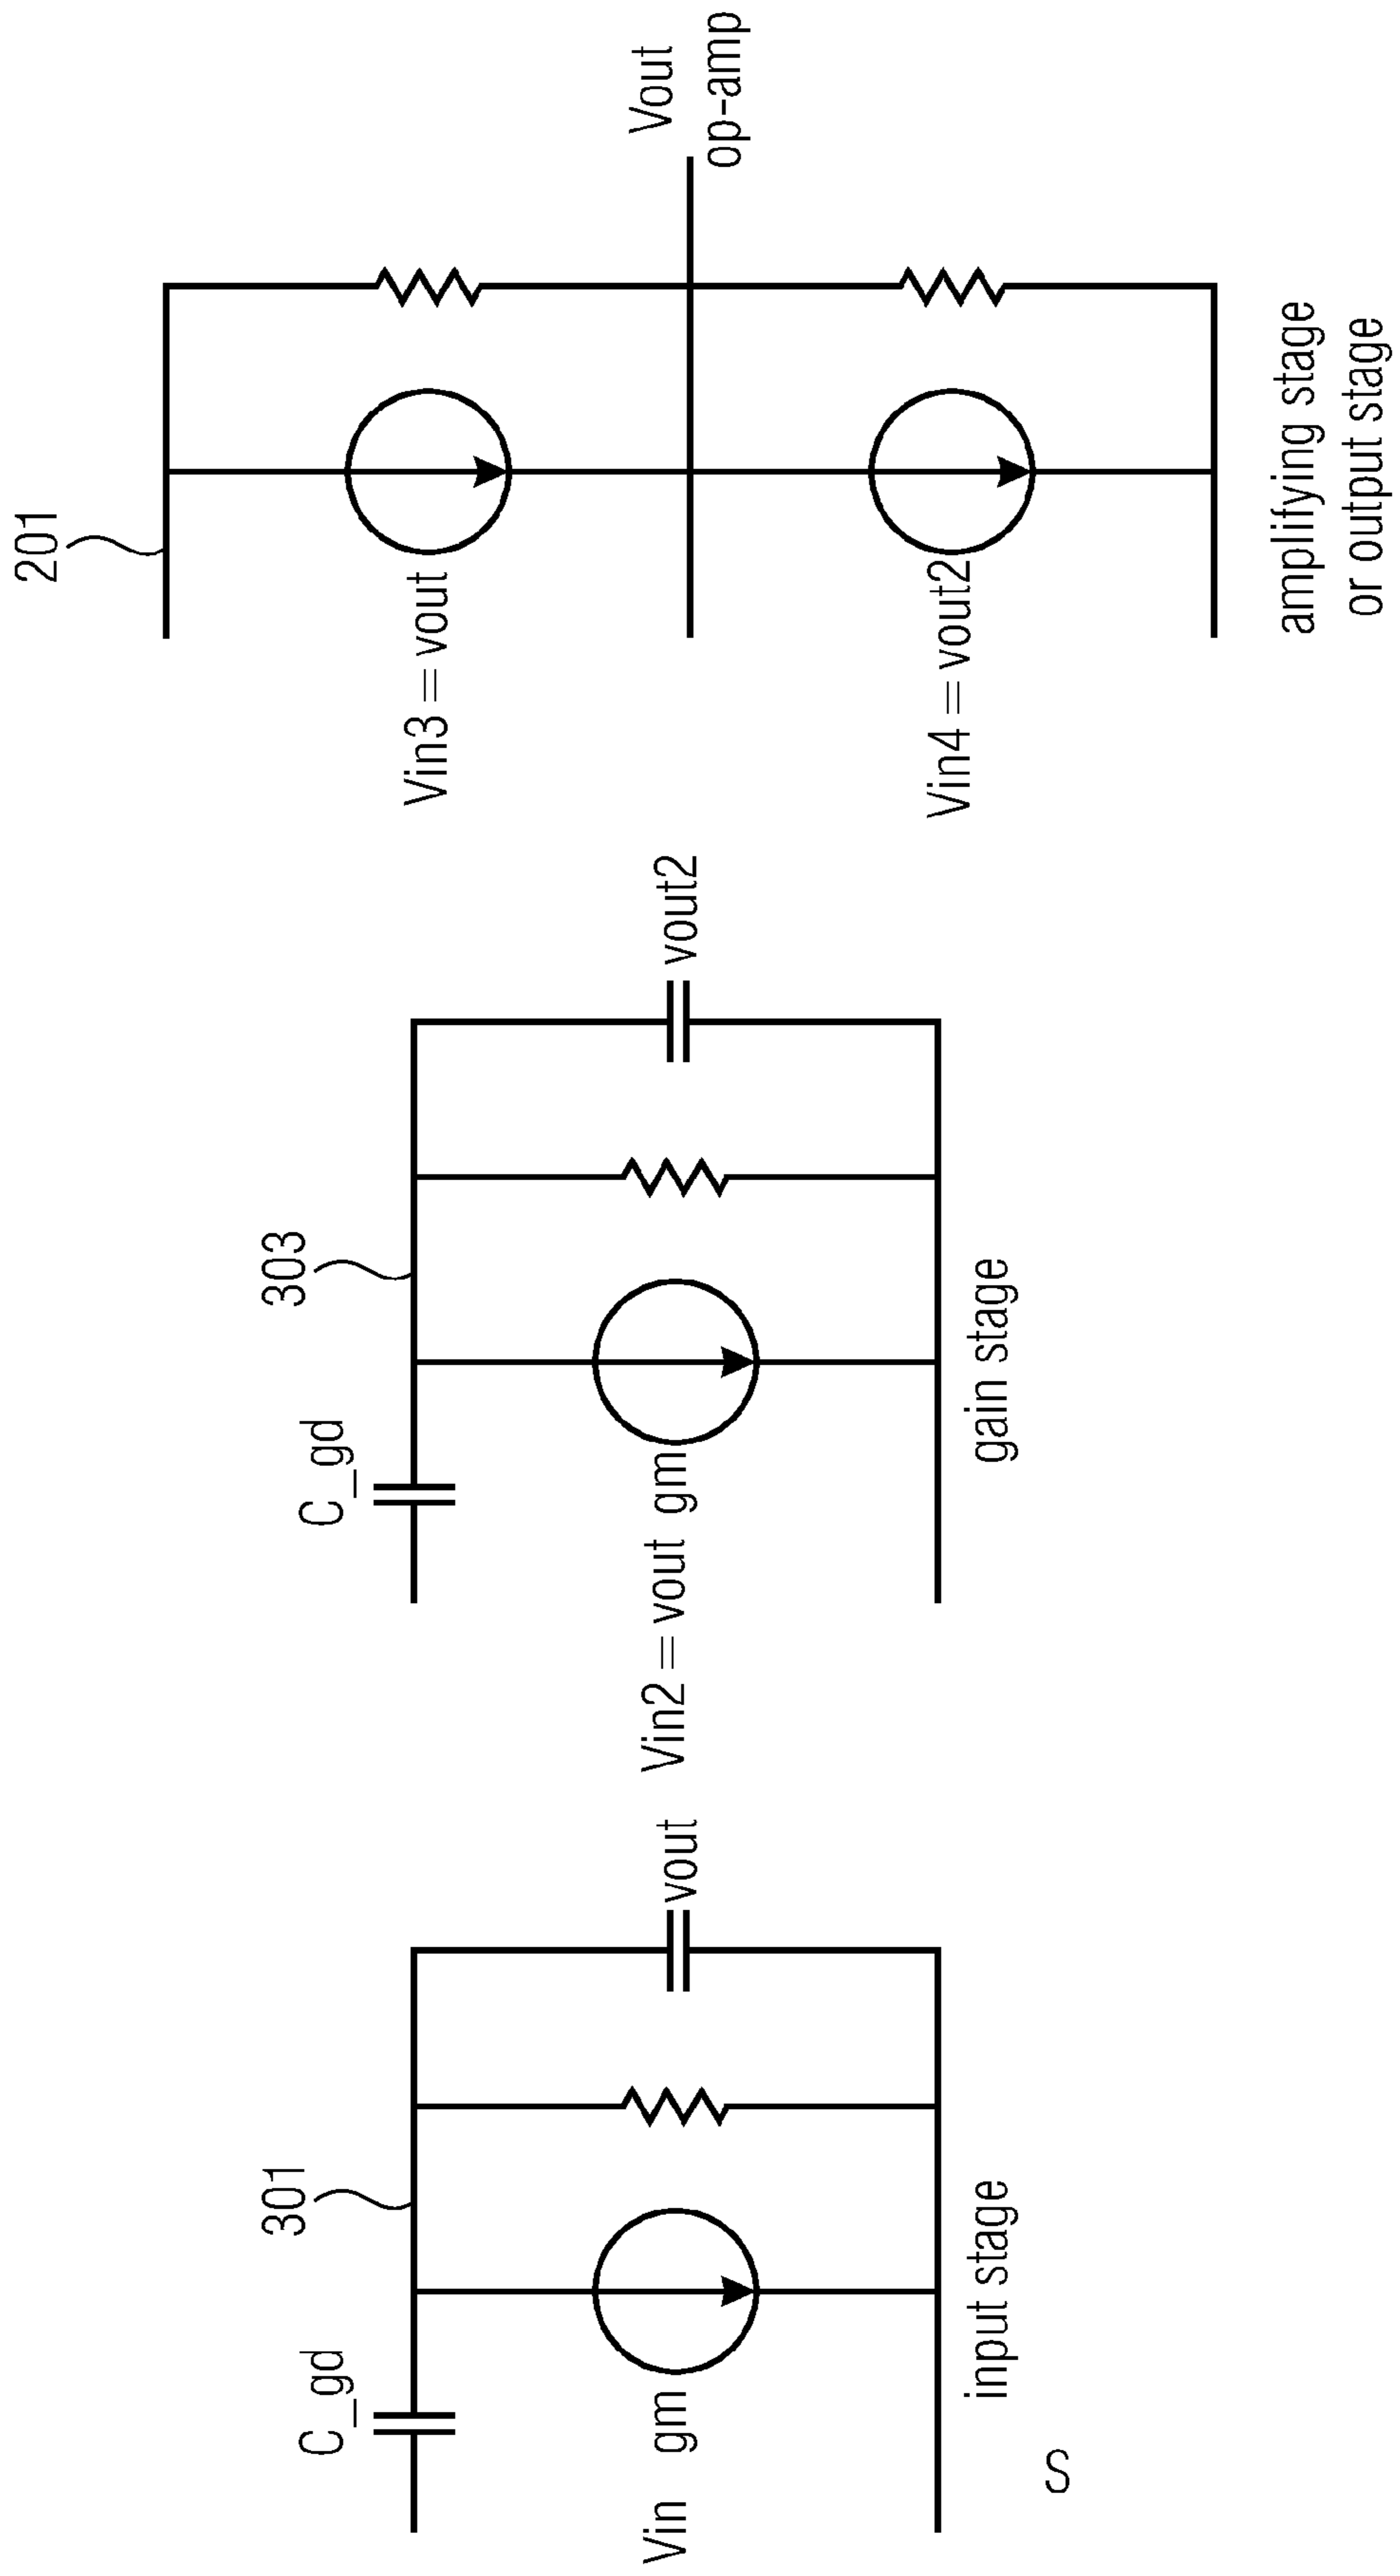 301
C_gd
Vin
gm
vout
input stage
S
303
C_gd
Vin2 = vout
gm
vout2
gain stage
201
Vin3 = vout
Vin4 = vout2
Vout
op-amp
amplifying stage
or output stage